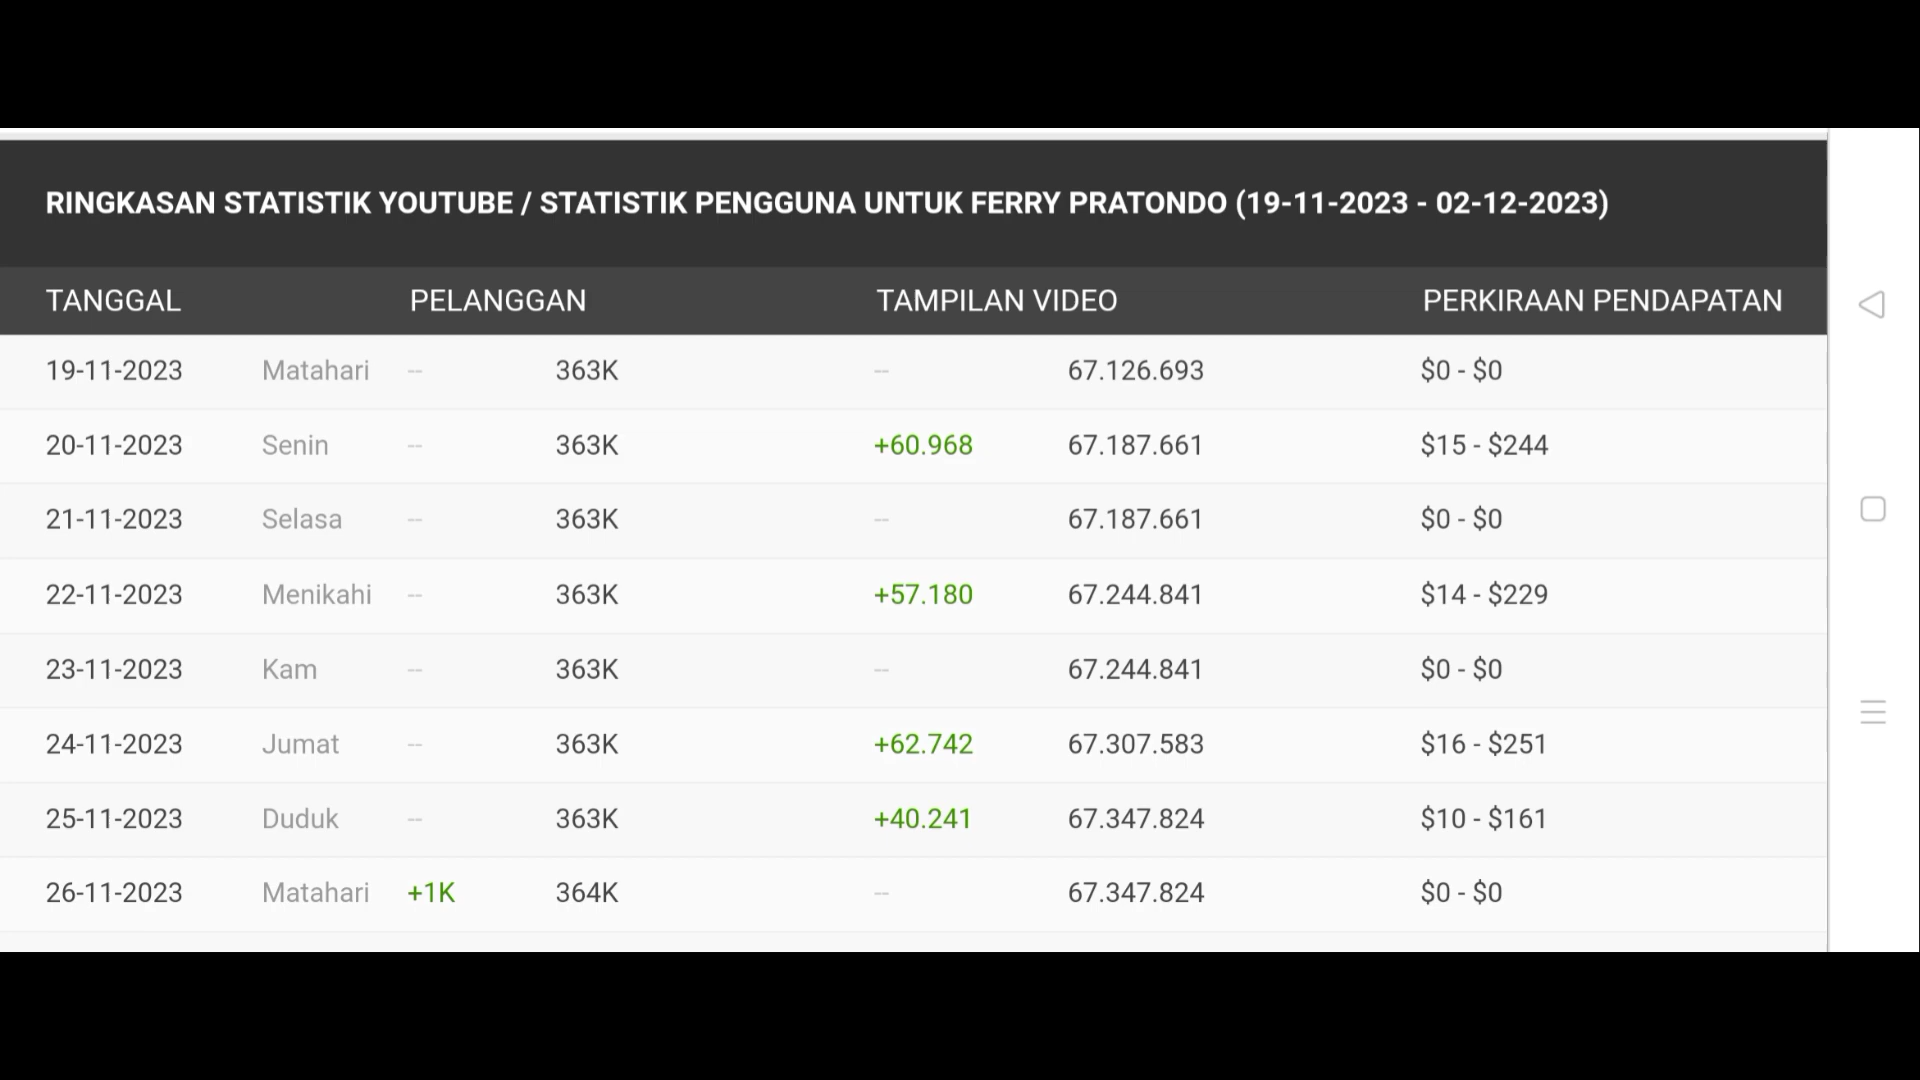 RINGKASAN STATISTIK YOUTUBE / STATISTIK PENGGUNA UNTUK FERRY PRATONDO (19-11-2023 - 02-12-2023)
TANGGAL PELANGGAN TAMPILAN VIDEO PERKIRAAN PENDAPATAN
19-11-2023 Matahari -- 363K -- 67.126.693 $0 - $0
20-11-2023 Senin -- 363K +60.968 67.187.661 $15 - $244
21-11-2023 Selasa -- 363K -- 67.187.661 $0 - $0
22-11-2023 Menikahi -- 363K +57.180 67.244.841 $14 - $229
23-11-2023 Kam -- 363K -- 67.244.841 $0 - $0
24-11-2023 Jumat -- 363K +62.742 67.307.583 $16 - $251
25-11-2023 Duduk -- 363K +40.241 67.347.824 $10 - $161
26-11-2023 Matahari +1K 364K -- 67.347.824 $0 - $0